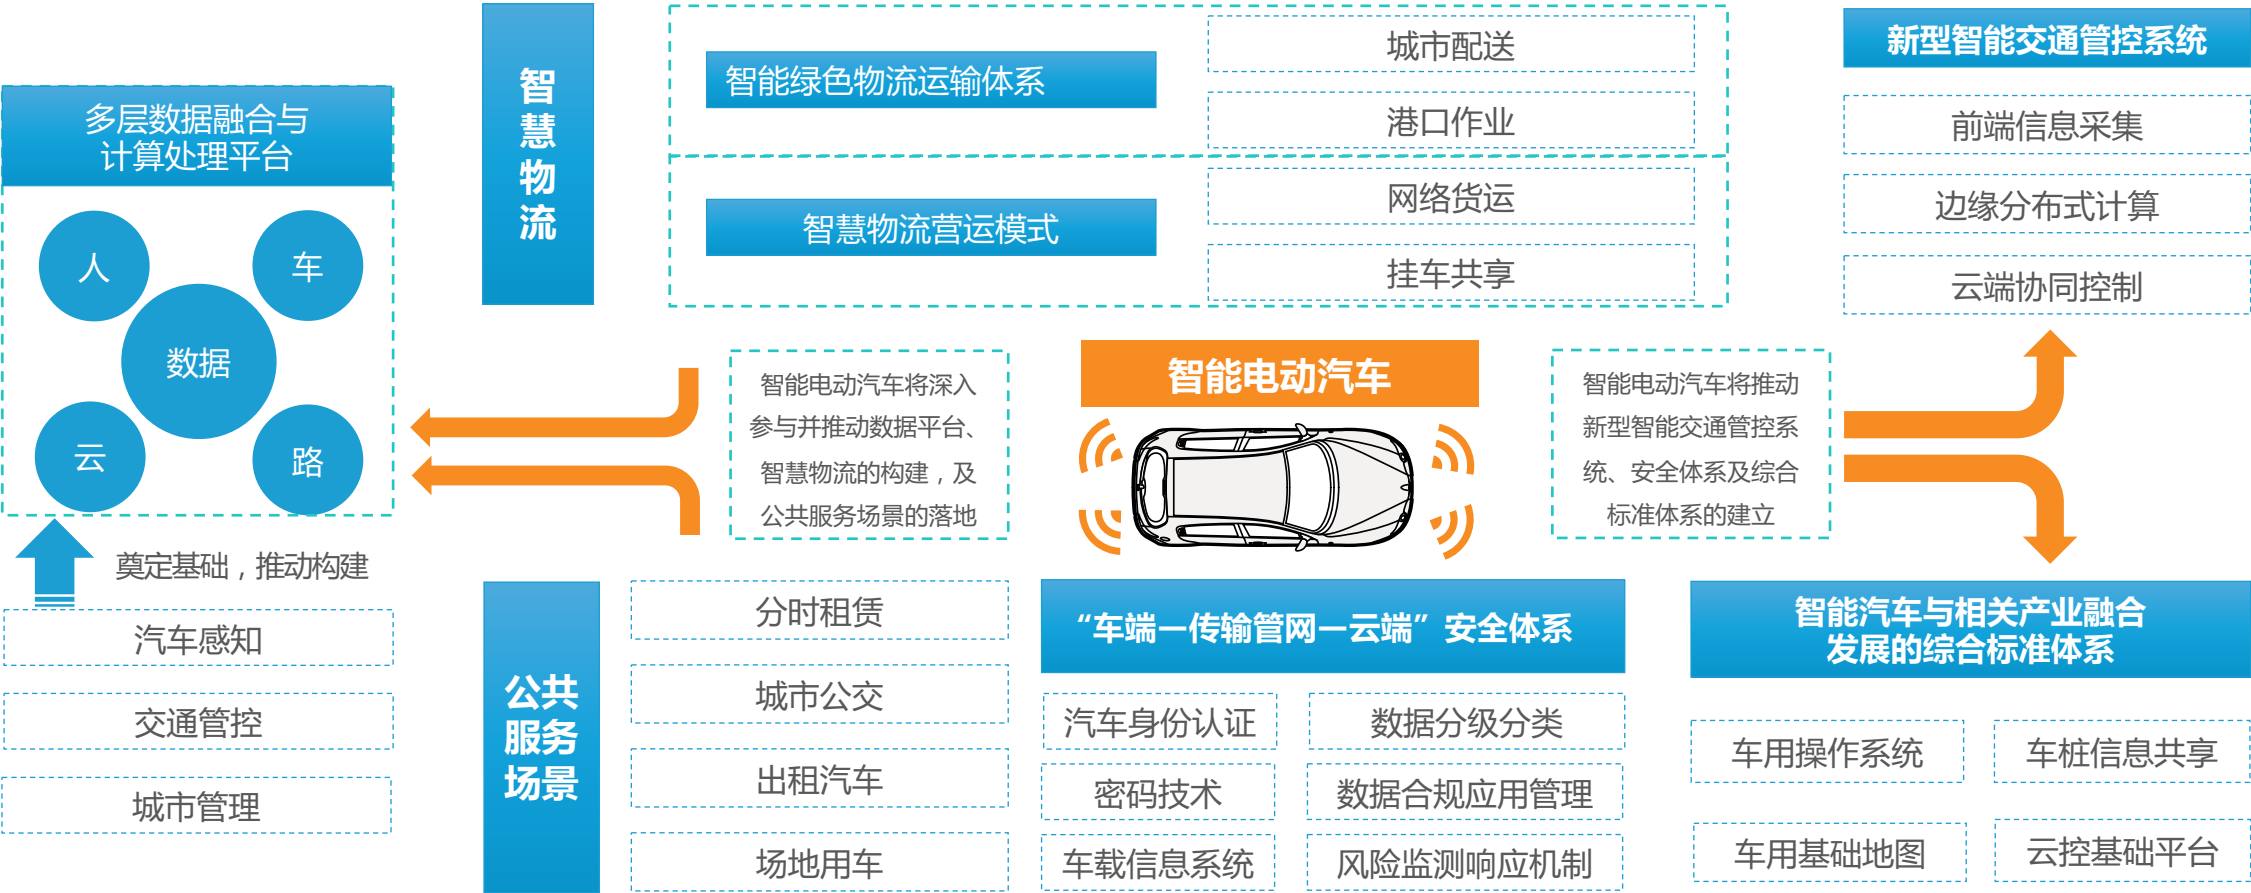 多层数据融合与
计算处理平台
人
车
数据
云
路
奠定基础，推动构建
汽车感知
交通管控
城市管理
智慧物流
智能绿色物流运输体系
城市配送
港口作业
智慧物流营运模式
网络货运
挂车共享
新型智能交通管控系统
前端信息采集
边缘分布式计算
云端协同控制
智能电动汽车将深入
参与并推动数据平台、
智慧物流的构建，及
公共服务场景的落地
智能电动汽车
智能电动汽车将推动
新型智能交通管控系
统、安全体系及综合
标准体系的建立
公共
服务
场景
分时租赁
城市公交
出租汽车
场地用车
“车端—传输管网—云端”安全体系
汽车身份认证
数据分级分类
密码技术
数据合规应用管理
车载信息系统
风险监测响应机制
智能汽车与相关产业融合
发展的综合标准体系
车用操作系统
车桩信息共享
车用基础地图
云控基础平台